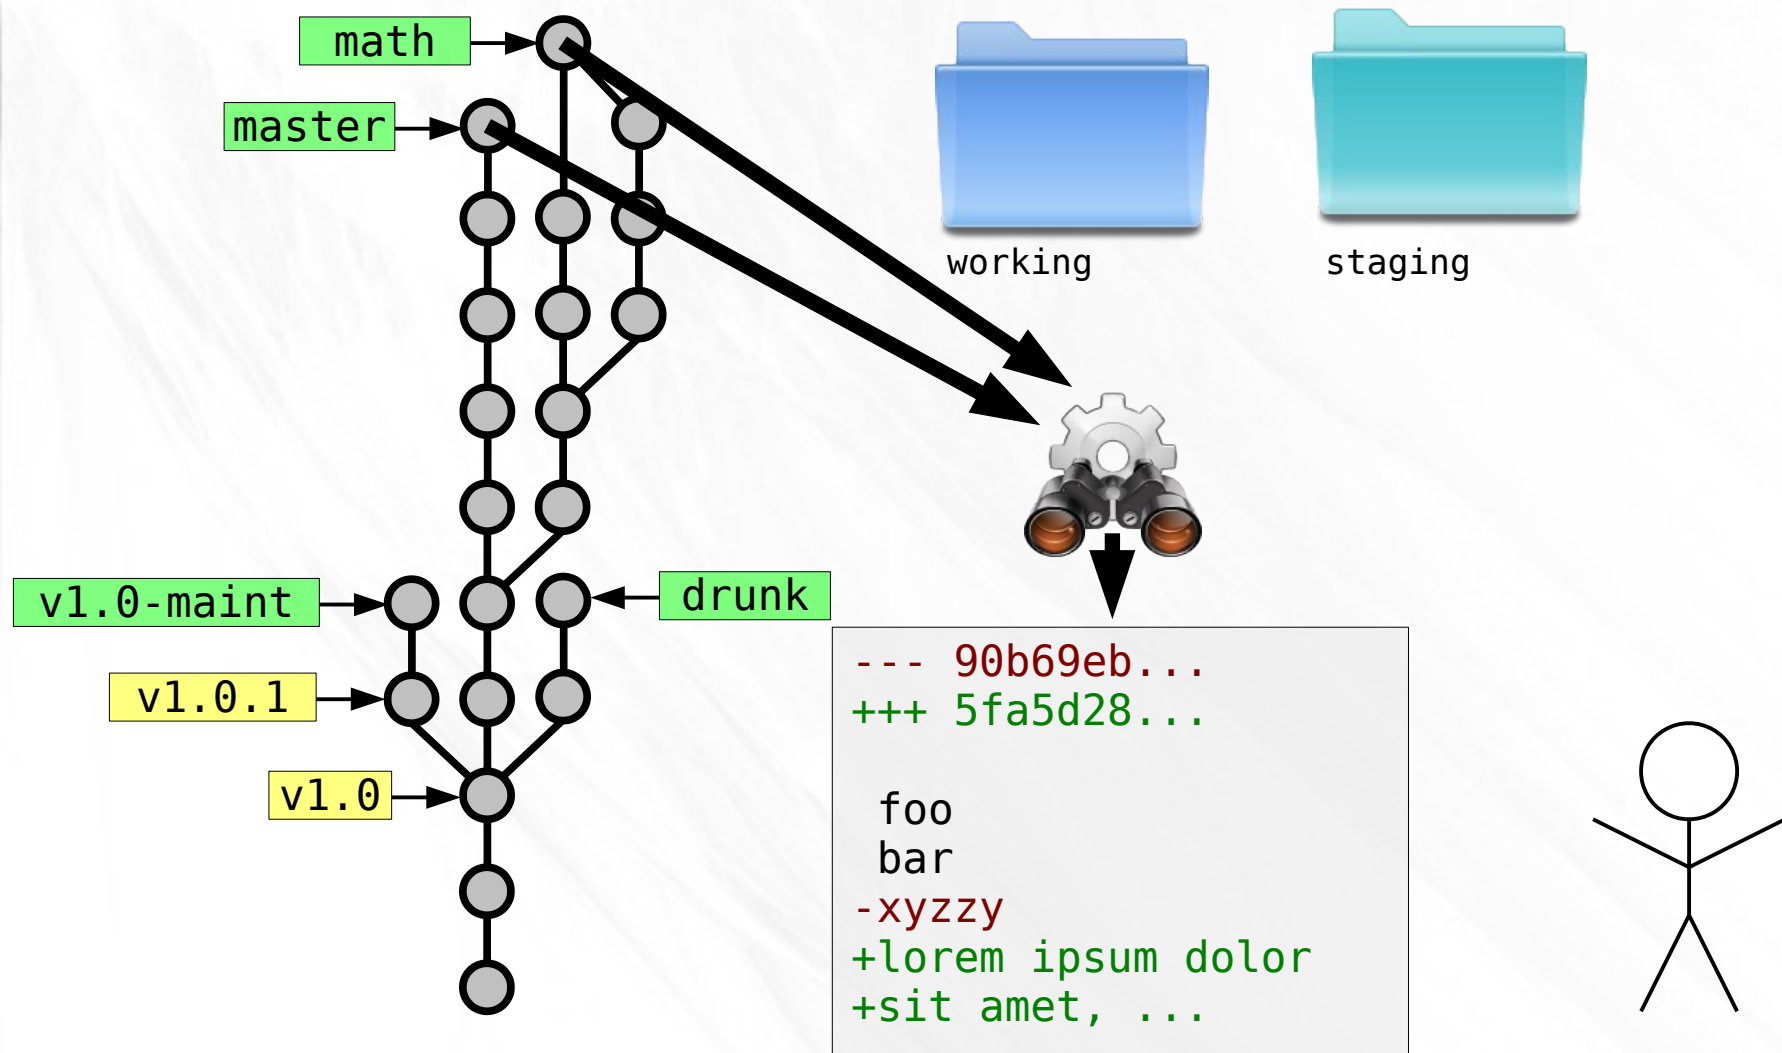 math
master
working
staging
v1.0-maint
drunk
v1.0.1
v1.0
--- 90b69eb...
+++ 5fa5d28...
foo
bar
-xyzzy
+lorem ipsum dolor
+sit amet, ...